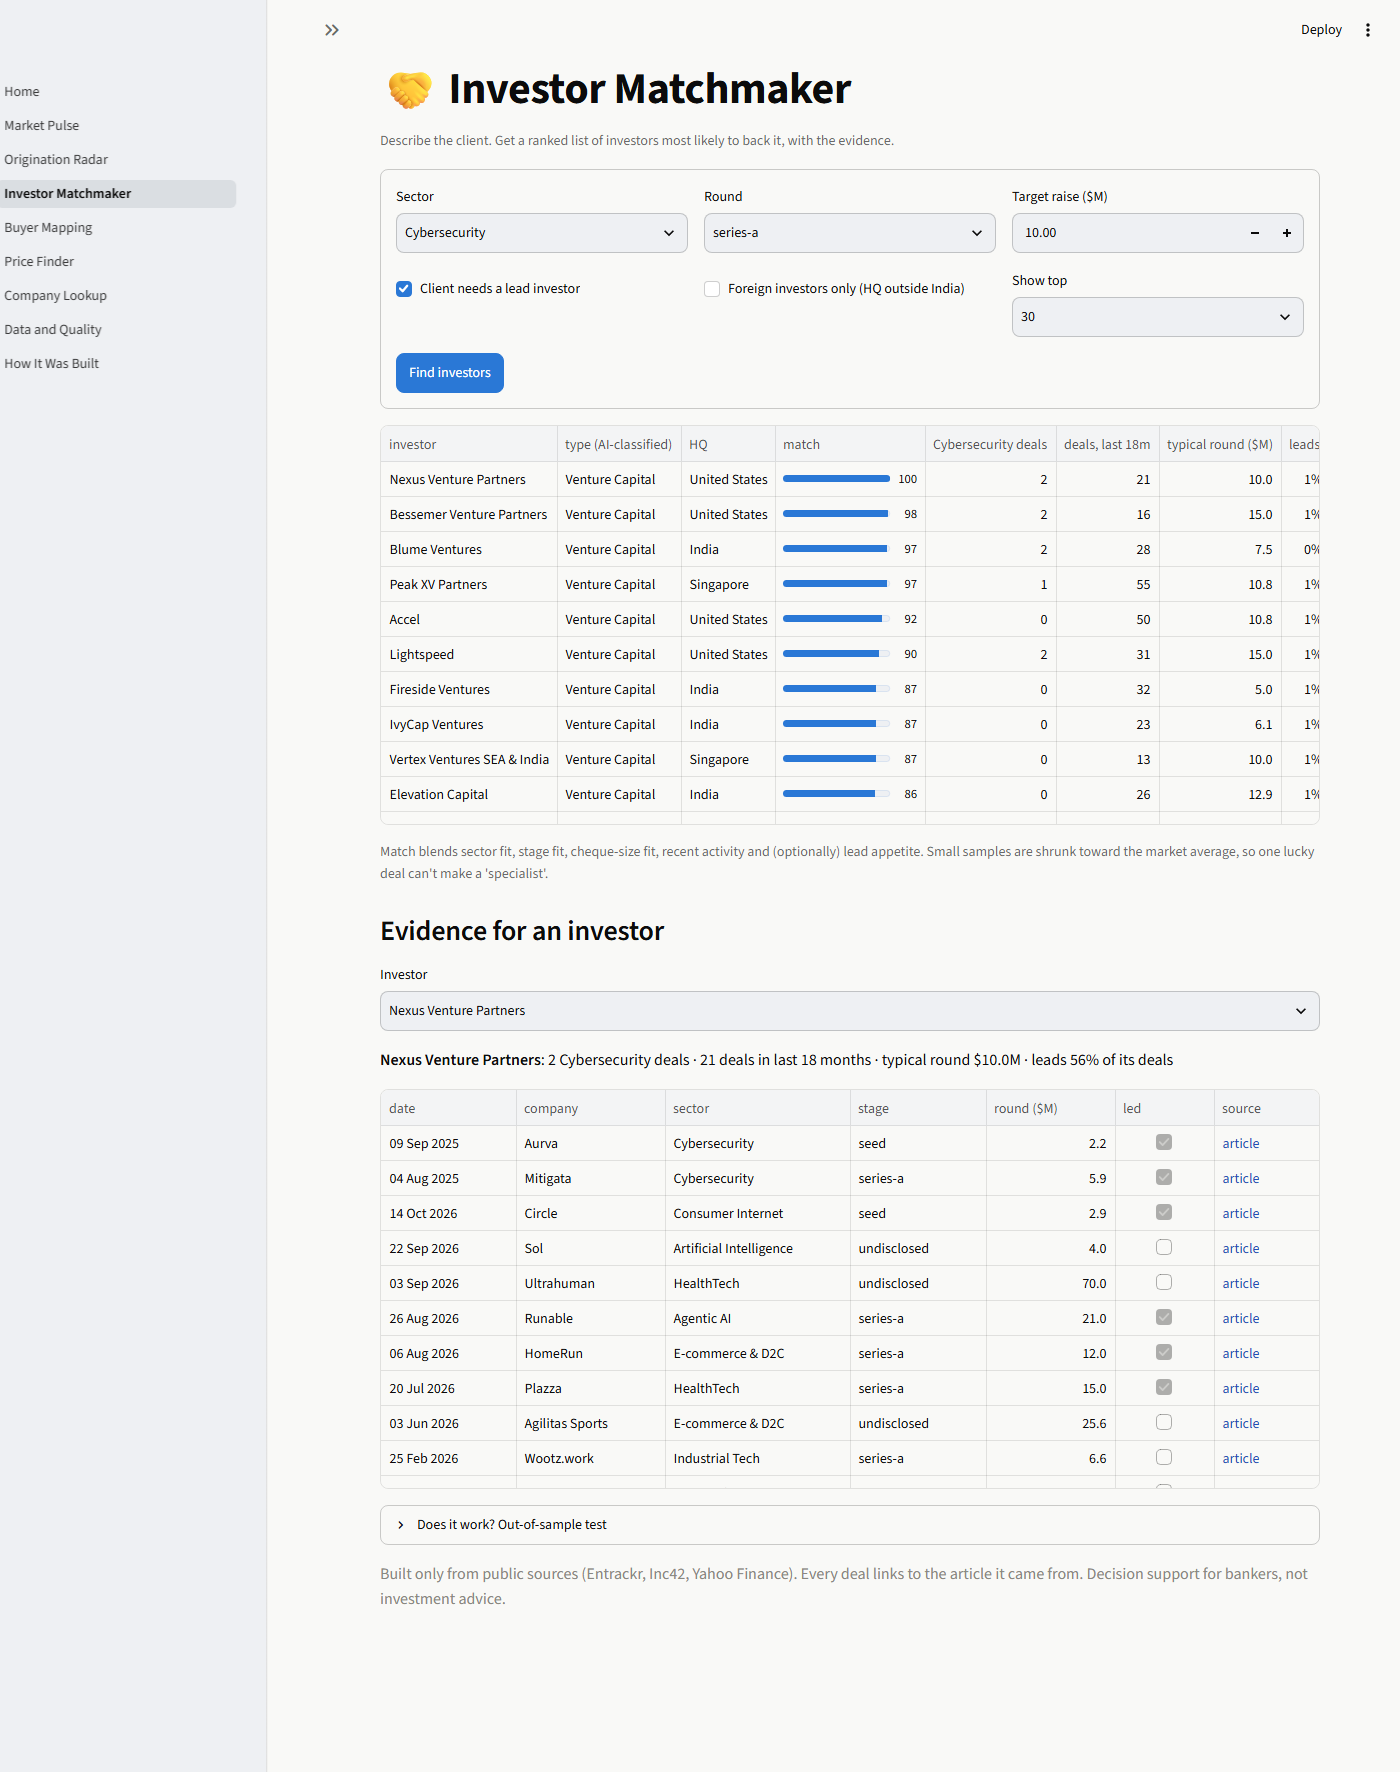 Deploy
Home
Market Pulse
Origination Radar
Investor Matchmaker
Buyer Mapping
Price Finder
Company Lookup
Data and Quality
How It Was Built
Investor Matchmaker
Describe the client. Get a ranked list of investors most likely to back it, with the evidence.
Sector Round Target raise ($M)
Cybersecurity series-a 10.00
Client needs a lead investor Foreign investors only (HQ outside India) Show top
30
Find investors
investor type (AI-classified) HQ match Cybersecurity deals deals, last 18m typical round ($M) leads
Nexus Venture Partners Venture Capital United States 100 2 21 10.0 1%
Bessemer Venture Partners Venture Capital United States 98 2 16 15.0 1%
Blume Ventures Venture Capital India 97 2 28 7.5 0%
Peak XV Partners Venture Capital Singapore 97 1 55 10.8 1%
Accel Venture Capital United States 92 0 50 10.8 1%
Lightspeed Venture Capital United States 90 2 31 15.0 1%
Fireside Ventures Venture Capital India 87 0 32 5.0 1%
IvyCap Ventures Venture Capital India 87 0 23 6.1 1%
Vertex Ventures SEA & India Venture Capital Singapore 87 0 13 10.0 1%
Elevation Capital Venture Capital India 86 0 26 12.9 1%
Match blends sector fit, stage fit, cheque-size fit, recent activity and (optionally) lead appetite. Small samples are shrunk toward the market average, so one lucky
deal can't make a 'specialist'.
Evidence for an investor
Investor
Nexus Venture Partners
Nexus Venture Partners: 2 Cybersecurity deals · 21 deals in last 18 months · typical round $10.0M · leads 56% of its deals
date company sector stage round ($M) led source
09 Sep 2025 Aurva Cybersecurity seed 2.2 article
04 Aug 2025 Mitigata Cybersecurity series-a 5.9 article
14 Oct 2026 Circle Consumer Internet seed 2.9 article
22 Sep 2026 Sol Artificial Intelligence undisclosed 4.0 article
03 Sep 2026 Ultrahuman HealthTech undisclosed 70.0 article
26 Aug 2026 Runable Agentic AI series-a 21.0 article
06 Aug 2026 HomeRun E-commerce & D2C series-a 12.0 article
20 Jul 2026 Plazza HealthTech series-a 15.0 article
03 Jun 2026 Agilitas Sports E-commerce & D2C undisclosed 25.6 article
25 Feb 2026 Wootz.work Industrial Tech series-a 6.6 article
Does it work? Out-of-sample test
Built only from public sources (Entrackr, Inc42, Yahoo Finance). Every deal links to the article it came from. Decision support for bankers, not
investment advice.